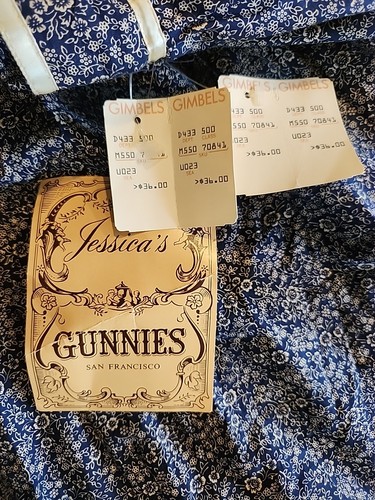 GIMBELS GIMBELS
D433 500 D433 500
M550 7 M550 70841
U023 U023
>$36.00 >$36.00
GIMBELS GIMBELS
D433 500 D433 500
M550 70841 M550 70841
U023 U023
>$36.00 >$36.00
Jessica's
GUNNIES
SAN FRANCISCO